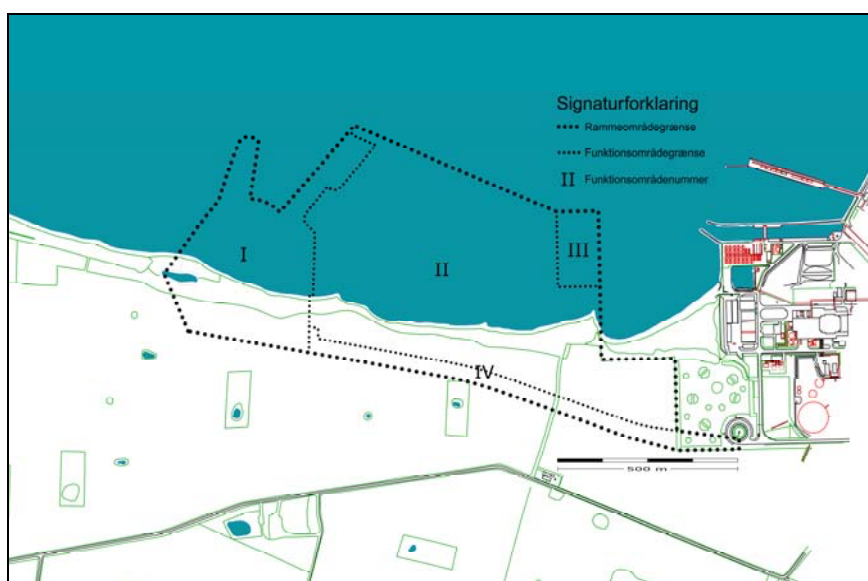 Signaturforklaring
Rammeområdegrænse
Funktionsområdegrænse
II Funktionsområdenummer
I
II
III
IV
500 m